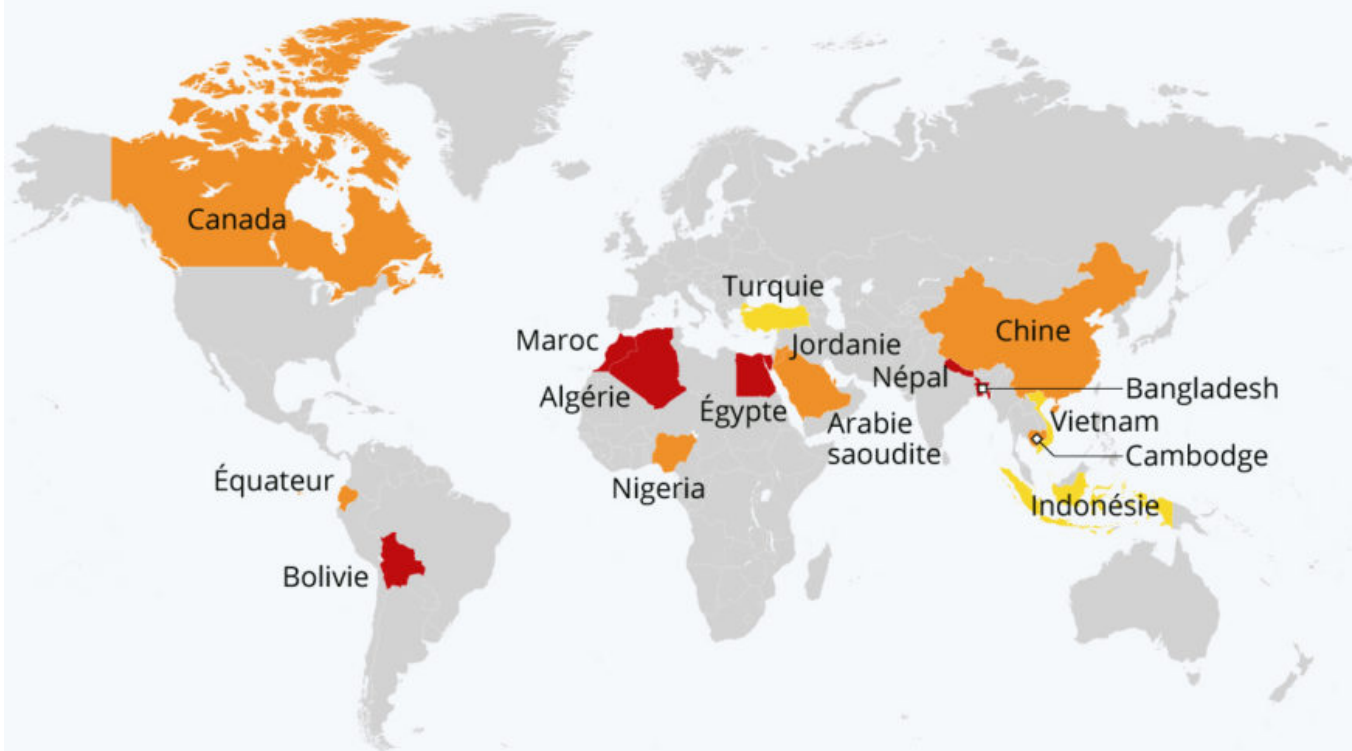 Canada
Turquie
Maroc
Jordanie
Chine
Népal
Bangladesh
Algérie
Égypte
Arabie
saoudite
Vietnam
Cambodge
Équateur
Nigeria
Indonésie
Bolivie